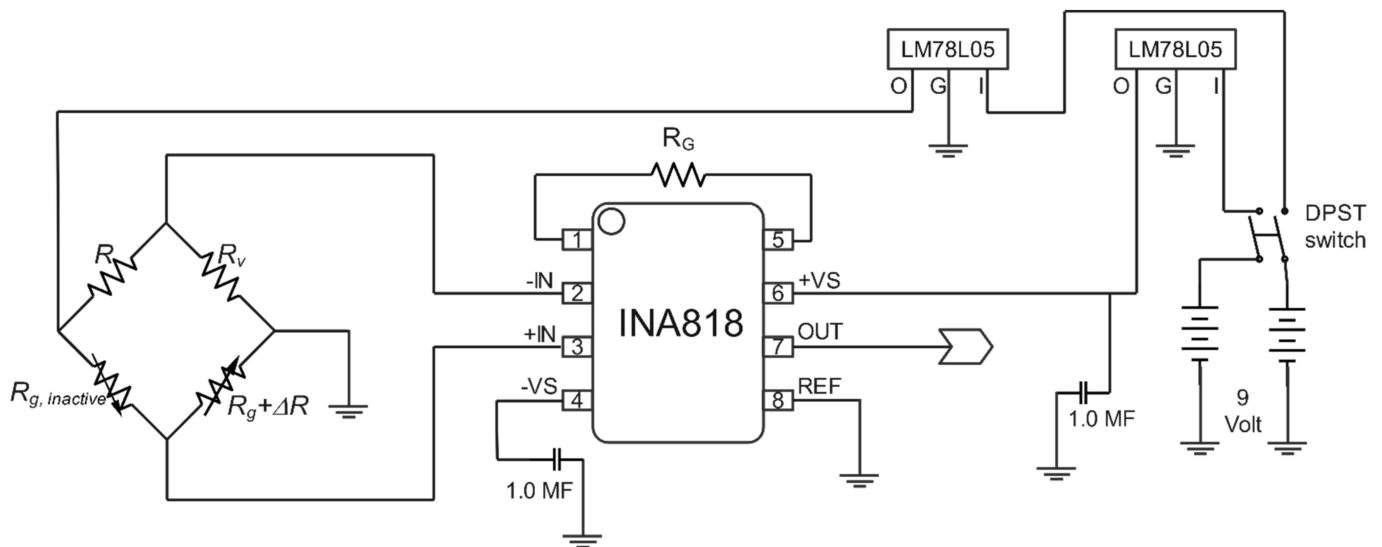 LM78L05
O G I
LM78L05
O G I
R_G
R
R_v
R_g, inactive
R_g+ΔR
1
-IN 2
+IN 3
-VS 4
INA818
5
6 +VS
7 OUT
8 REF
1.0 MF
1.0 MF
DPST
switch
9
Volt